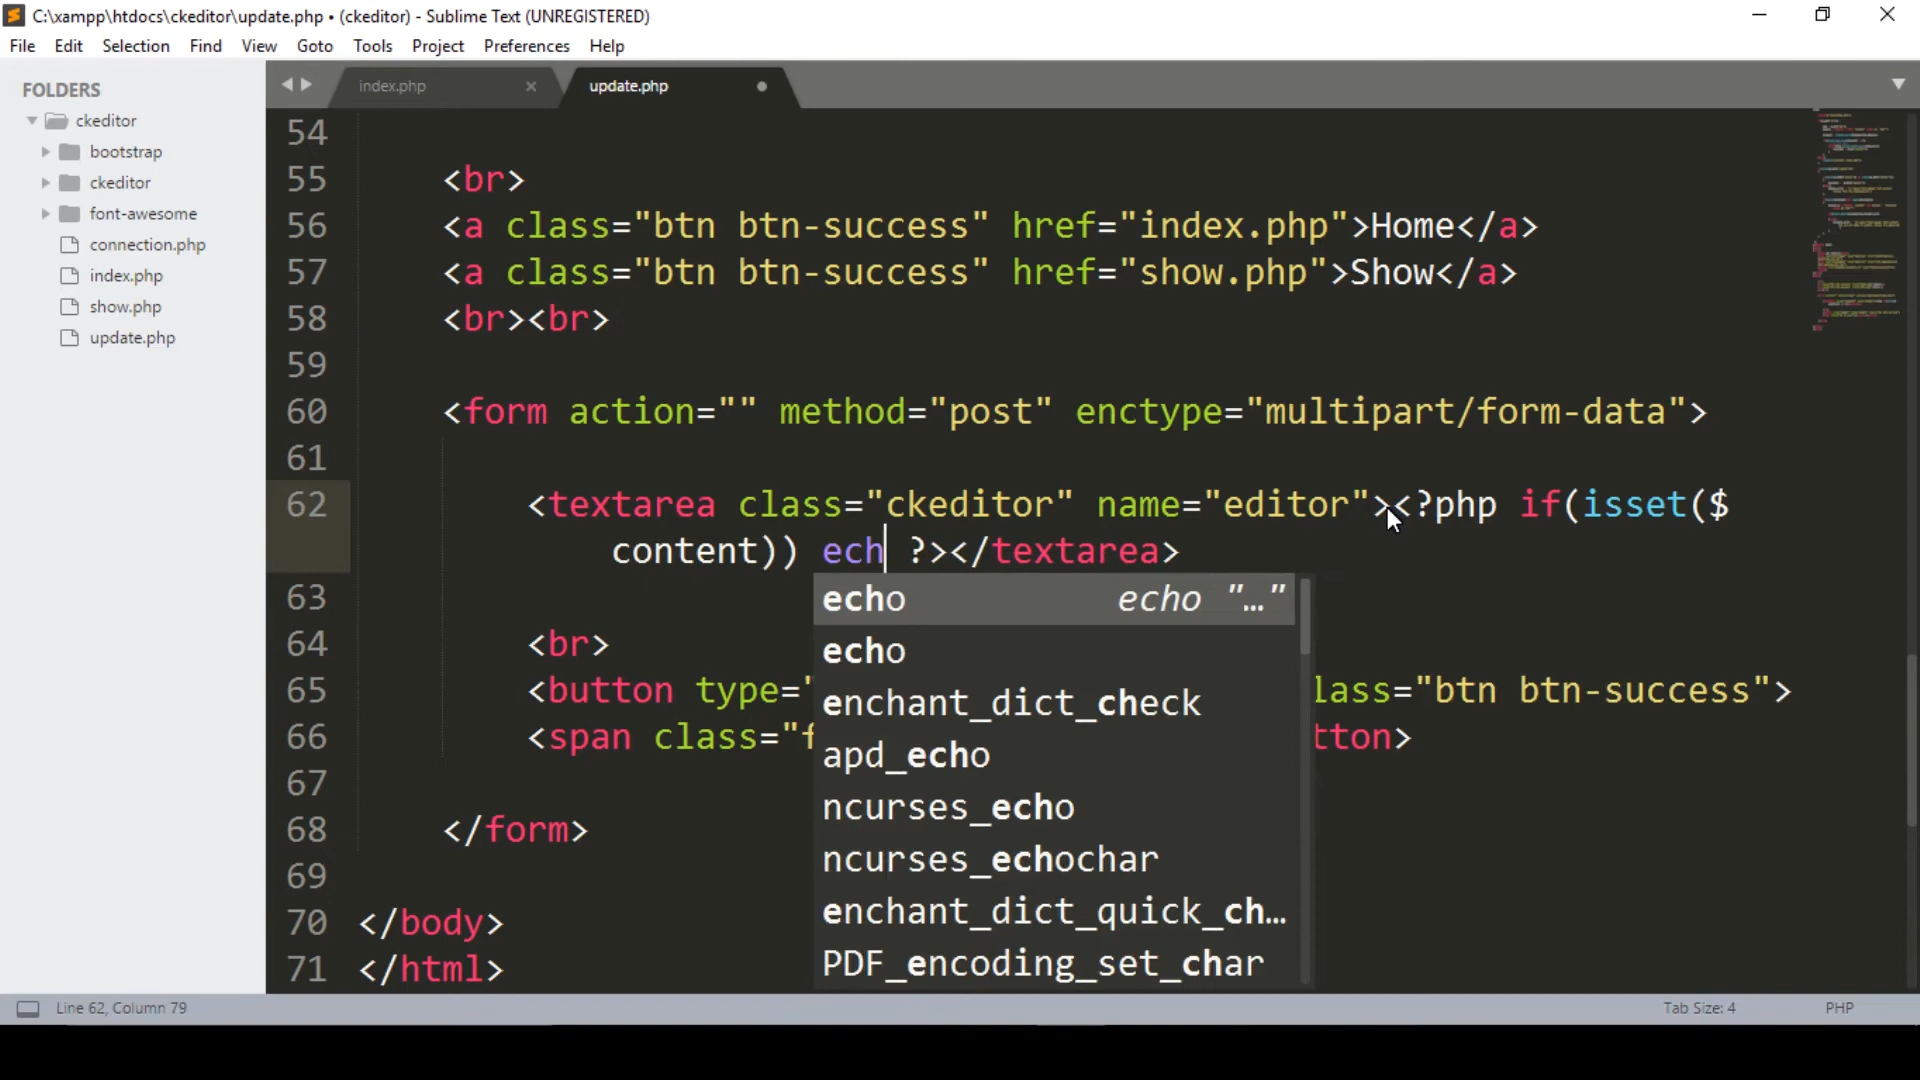 C:\xampp\htdocs\ckeditor\update.php • (ckeditor) - Sublime Text (UNREGISTERED)
File Edit Selection Find View Goto Tools Project Preferences Help
FOLDERS
ckeditor
bootstrap
ckeditor
font-awesome
connection.php
index.php
show.php
update.php
index.php
update.php
54
55 <br>
56 <a class="btn btn-success" href="index.php">Home</a>
57 <a class="btn btn-success" href="show.php">Show</a>
58 <br><br>
59
60 <form action="" method="post" enctype="multipart/form-data">
61
62 <textarea class="ckeditor" name="editor"><?php if(isset($
content)) ech ?></textarea>
63
64 <br>
65 <button type=" lass="btn btn-success">
66 <span class="f tton>
67
68 </form>
69
70 </body>
71 </html>
echo echo "…"
echo
enchant_dict_check
apd_echo
ncurses_echo
ncurses_echochar
enchant_dict_quick_ch…
PDF_encoding_set_char
Line 62, Column 79
Tab Size: 4
PHP